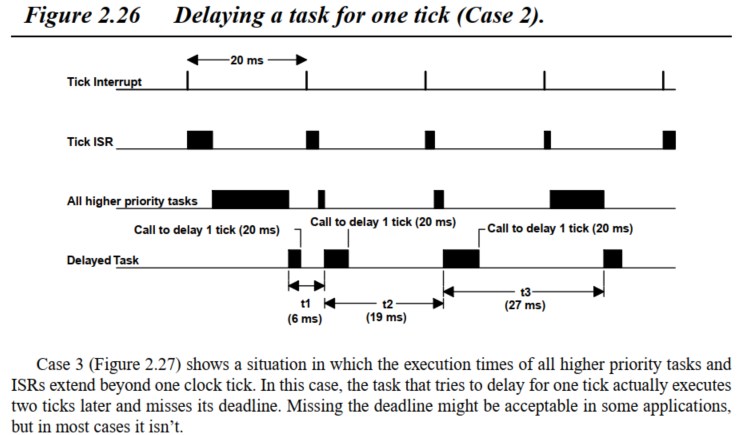 Figure 2.26 Delaying a task for one tick (Case 2).
20 ms
Tick Interrupt
Tick ISR
All higher priority tasks
Call to delay 1 tick (20 ms)
Call to delay 1 tick (20 ms)
Call to delay 1 tick (20 ms)
Delayed Task
t1
(6 ms)
t2
(19 ms)
t3
(27 ms)
Case 3 (Figure 2.27) shows a situation in which the execution times of all higher priority tasks and
ISRs extend beyond one clock tick. In this case, the task that tries to delay for one tick actually executes
two ticks later and misses its deadline. Missing the deadline might be acceptable in some applications,
but in most cases it isn't.